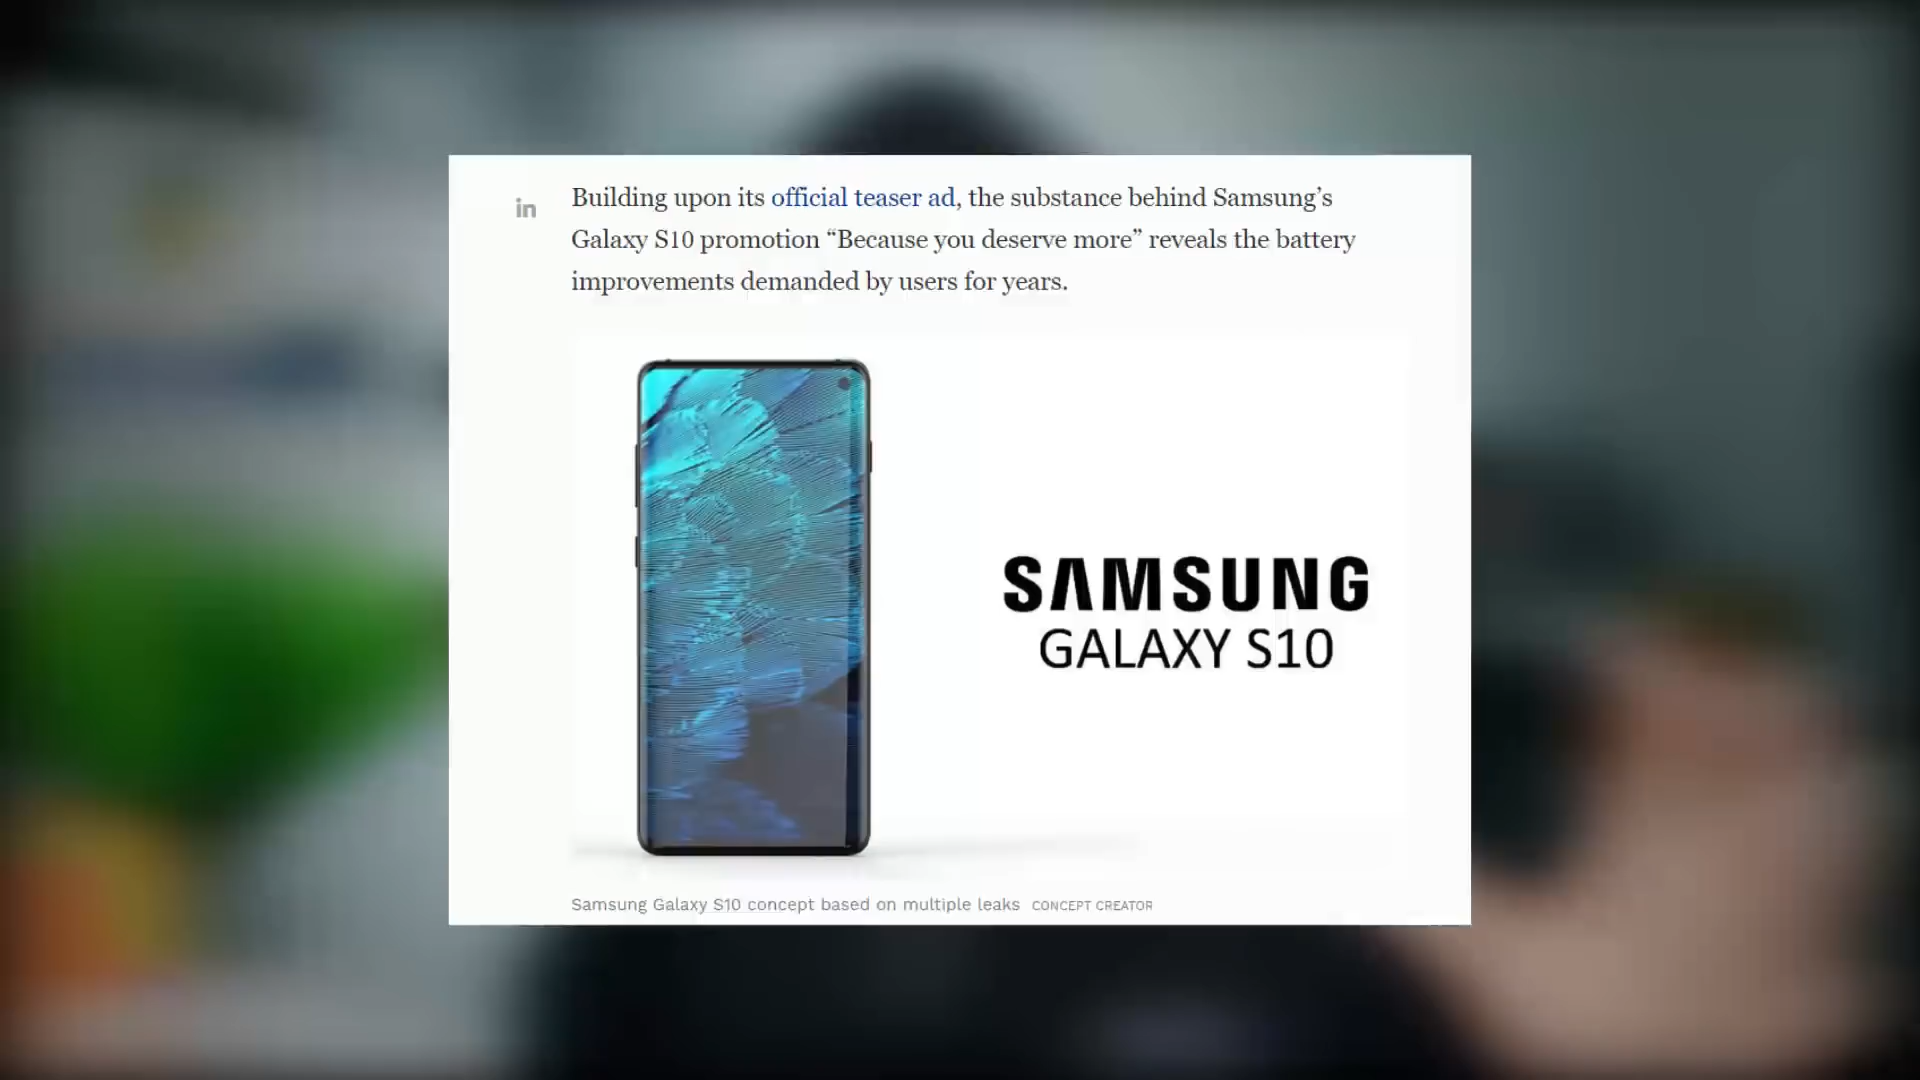 in
Building upon its official teaser ad, the substance behind Samsung’s
Galaxy S10 promotion “Because you deserve more” reveals the battery
improvements demanded by users for years.
SAMSUNG
GALAXY S10
Samsung Galaxy S10 concept based on multiple leaks CONCEPT CREATOR